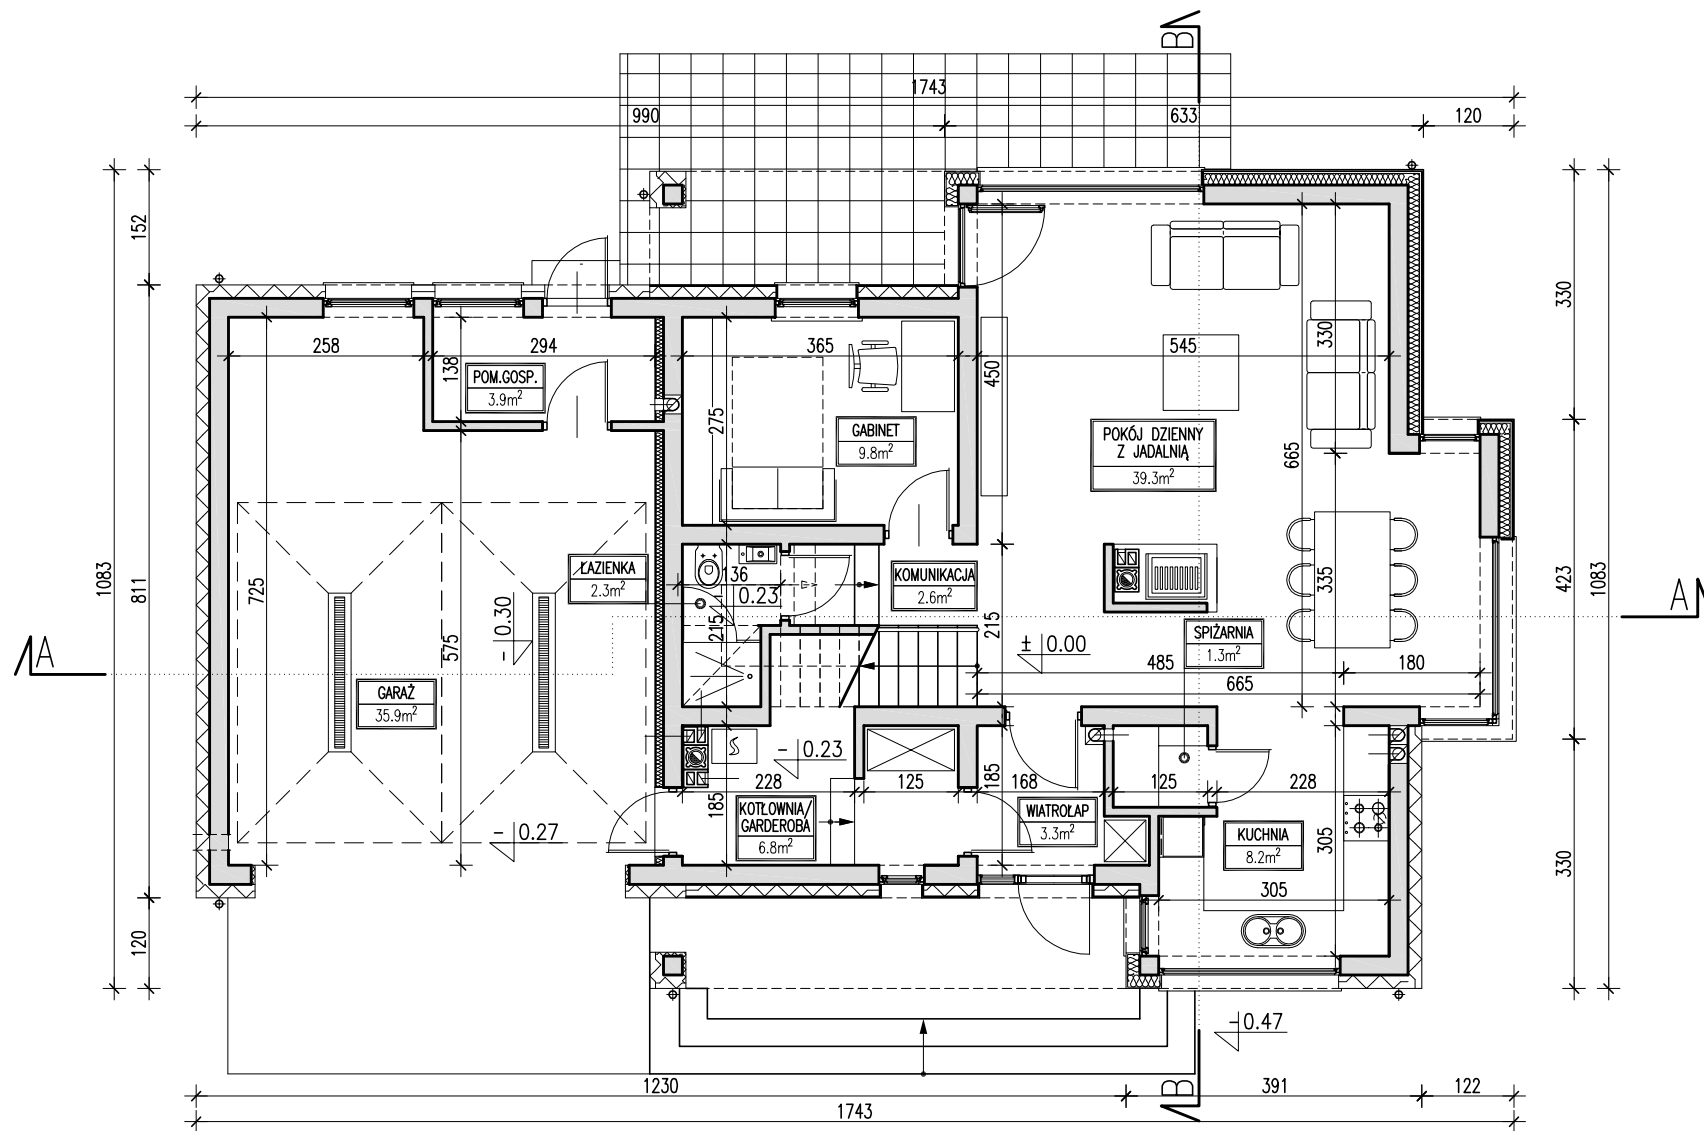 B
1743
990
633
120
152
330
258
294
365
545
330
138
POM.GOSP.
3.9m²
450
275
GABINET
9.8m²
POKÓJ DZIENNY
Z JADALNIĄ
39.3m²
665
1083
811
725
ŁAZIENKA
2.3m²
136
0.23
KOMUNIKACJA
2.6m²
335
423
1083
A
- 0.30
575
215
215
± 0.00
SPIŻARNIA
1.3m²
A
485
180
665
GARAŻ
35.9m²
- 0.23
228
125
185
168
125
228
185
- 0.27
KOTŁOWNIA/
GARDEROBA
6.8m²
WIATROŁAP
3.3m²
KUCHNIA
8.2m²
305
330
305
120
-0.47
1230
B
391
122
1743